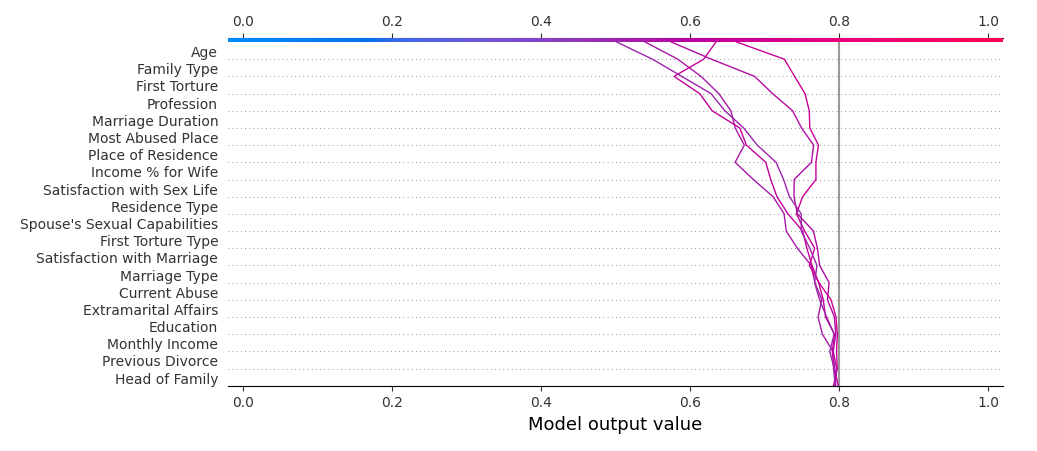 0.0 0.2 0.4 0.6 0.8 1.0
Age
Family Type
First Torture
Profession
Marriage Duration
Most Abused Place
Place of Residence
Income % for Wife
Satisfaction with Sex Life
Residence Type
Spouse's Sexual Capabilities
First Torture Type
Satisfaction with Marriage
Marriage Type
Current Abuse
Extramarital Affairs
Education
Monthly Income
Previous Divorce
Head of Family
0.0 0.2 0.4 0.6 0.8 1.0
Model output value